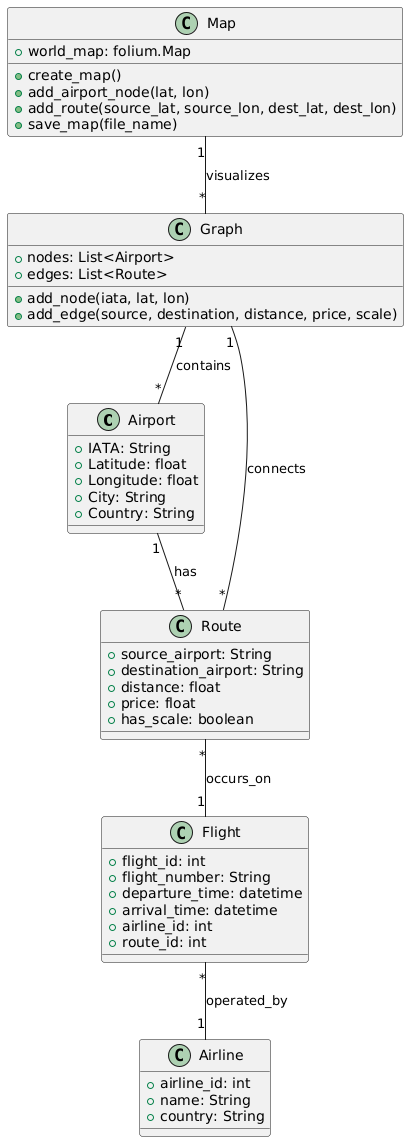 C Map
world_map: folium.Map
create_map()
add_airport_node(lat, lon)
add_route(source_lat, source_lon, dest_lat, dest_lon)
save_map(file_name)
1
visualizes
*
C Graph
nodes: List<Airport>
edges: List<Route>
add_node(iata, lat, lon)
add_edge(source, destination, distance, price, scale)
1
1
contains
*
C Airport
IATA: String
Latitude: float
Longitude: float
City: String
Country: String
connects
1
has
*
*
C Route
source_airport: String
destination_airport: String
distance: float
price: float
has_scale: boolean
*
occurs_on
1
C Flight
flight_id: int
flight_number: String
departure_time: datetime
arrival_time: datetime
airline_id: int
route_id: int
*
operated_by
1
C Airline
airline_id: int
name: String
country: String